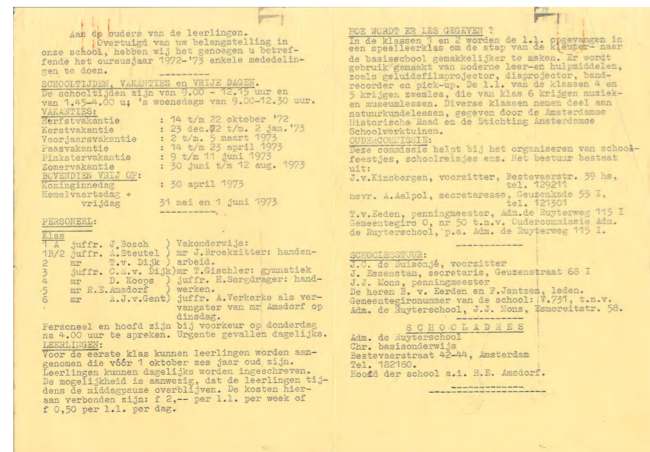 Aan de ouders van de leerlingen.
Overtuigd van uw belangstelling in
onze school, hebben wij het genoegen u betref-
fende het cursusjaar 1972-'73 enkele mededelin-
gen te doen.
SCHOOLTIJDEN, VAKANTIES en VRIJE DAGEN.
De schooltijden zijn van 9.00 - 12.15 uur en
van 1.45-4.00 u; 's woensdags van 9.00-12.30 uur.
VAKANTIES:
Herfstvakantie : 14 t/m 22 oktober '72
Kerstvakantie : 23 dec.72 t/m. 2 jan.'73
Voorjaarsvakantie : 2 t/m. 5 maart 1973
Paasvakantie : 14 t/m 23 april 1973
Pinkstervakantie : 9 t/m 11 juni 1973
Zomervakantie : 30 juni t/m 12 aug. 1973
BOVENDIEN VRIJ OP:
Koninginnedag : 30 april 1973
Hemelvaartsdag +
vrijdag 31 mei en 1 juni 1973
PERSONEEL:
Klas
1 A juffr. J.Bosch ) Vakonderwijs:
1B/2 juffr. A.Steutel ) mr J.Broekzitter: handen-
2 mr T.v. Dijk ) arbeid.
3 juffr. C.S.v. Dijk) mr T.Gischler: gymnastiek
4 mr D. Koops ) juffr. H.Sorgdrager: hand-
5 mr R.E.Amsdorf ) werken.
6 mr A.J.v.Gent) juffr. A.Verkerke als ver-
vangster van mr Amsdorf op
dinsdag.
Personeel en hoofd zijn bij voorkeur op donderdag
na 4.00 uur te spreken. Urgente gevallen dagelijks.
LEERLINGEN:
Voor de eerste klas kunnen leerlingen worden aan-
genomen die vóór 1 oktober zes jaar oud zijn.
Leerlingen kunnen dagelijks worden ingeschreven.
De mogelijkheid is aanwezig, dat de leerlingen tij-
dens de middagpauze overblijven. De kosten hier-
aan verbonden zijn: f 2,-- per l.l. per week of
f 0,50 per l.l. per dag.
HOE WORDT ER LES GEGEVEN ?
In de klassen 1 en 2 worden de l.l. opgevangen in
een speelleerklas om de stap van de kleuter- naar
de basisschool gemakkelijker te maken. Er wordt
gebruik gemaakt van moderne leer-en hulpmiddelen,
zoals geluidsfilmprojector, diaprojector, band-
recorder en pick-up. De l.l. van de klassen 4 en
5 krijgen zwemles, die van klas 6 krijgen muziek-
en museumlessen. Diverse klassen nemen deel aan
natuurkundelessen, gegeven door de Amsterdamse
Historische Raad en de Stichting Amsterdamse
Schoolwerktuinen.
OUDERCOMMISSIE:
Deze commissie helpt bij het organiseren van school-
feestjes, schoolreisjes enz. Het bestuur bestaat
uit:
J.v.Kinsbergen, voorzitter, Bestevaerstr. 39 hs,
tel. 129211
mevr. A.Aalpol, secretaresse, Geuzenkade 55 I,
tel. 121301
T.v.Eeden, penningmeester, Adm.de Ruyterweg 115 I
Gemeentegiro O, nr 50 t.n.v. Oudercommissie Adm.
de Ruyterschool, p.a. Adm.de Ruyterweg 115 I.
SCHOOLBESTUUR:
J.C. de Buisonjé, voorzitter
J. Essenstam, secretaris, Geuzenstraat 68 I
J.J. Mons, penningmeester
De heren B. v. Eerden en P.Jantzen, leden.
Gemeentegironummer van de school: V.731, t.n.v.
Adm. de Ruyterschool, J.J. Mons, Esmoreitstr. 58.
SCHOOLADRES
Adm. de Ruyterschool
Chr. basisonderwijs
Bestevaerstraat 42-44, Amsterdam
Tel. 182180.
Hoofd der school a.i. R.E. Amsdorf.